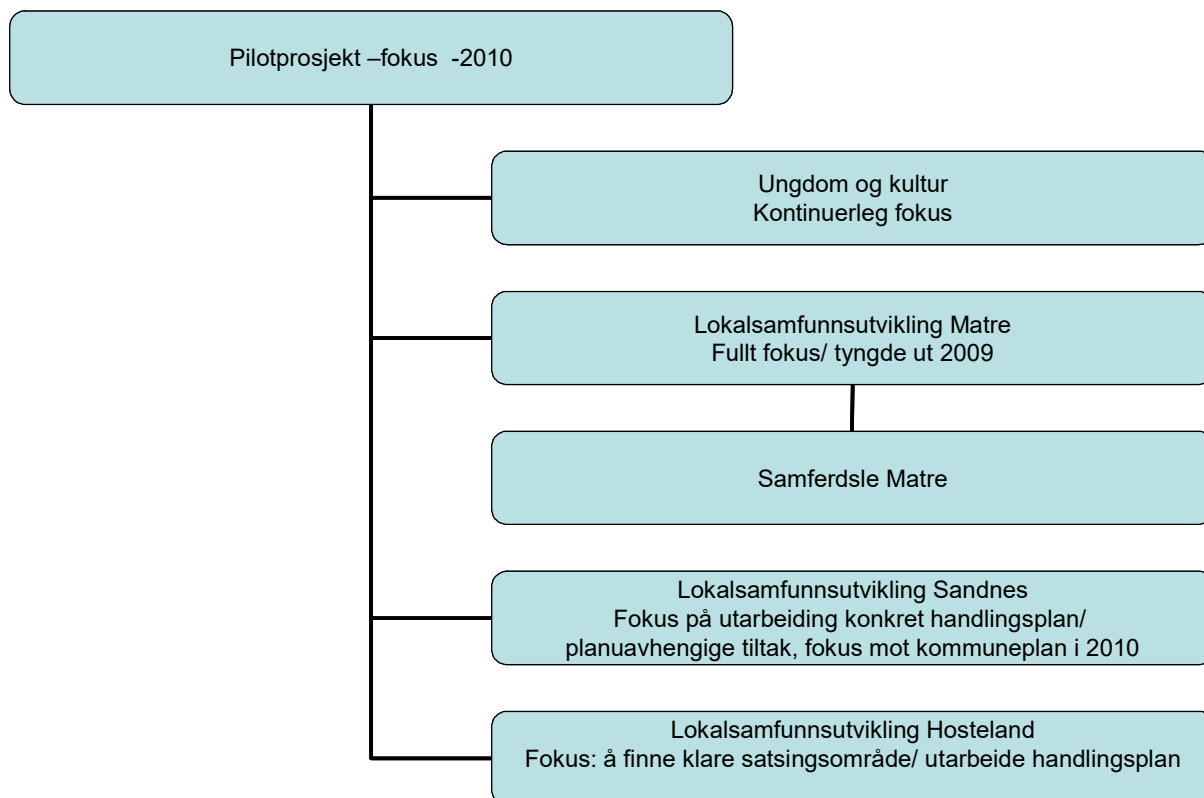 Pilotprosjekt –fokus -2010
Ungdom og kultur
Kontinuerleg fokus
Lokalsamfunnsutvikling Matre
Fullt fokus/ tyngde ut 2009
Samferdsle Matre
Lokalsamfunnsutvikling Sandnes
Fokus på utarbeiding konkret handlingsplan/
planuavhengige tiltak, fokus mot kommuneplan i 2010
Lokalsamfunnsutvikling Hosteland
Fokus: å finne klare satsingsområde/ utarbeide handlingsplan